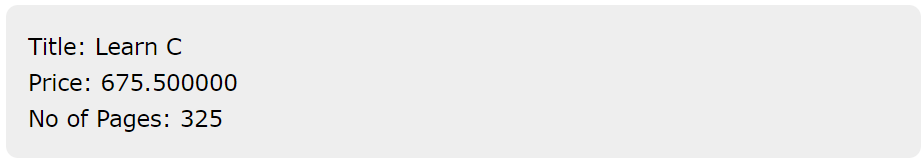 Title: Learn C
Price: 675.500000
No of Pages: 325